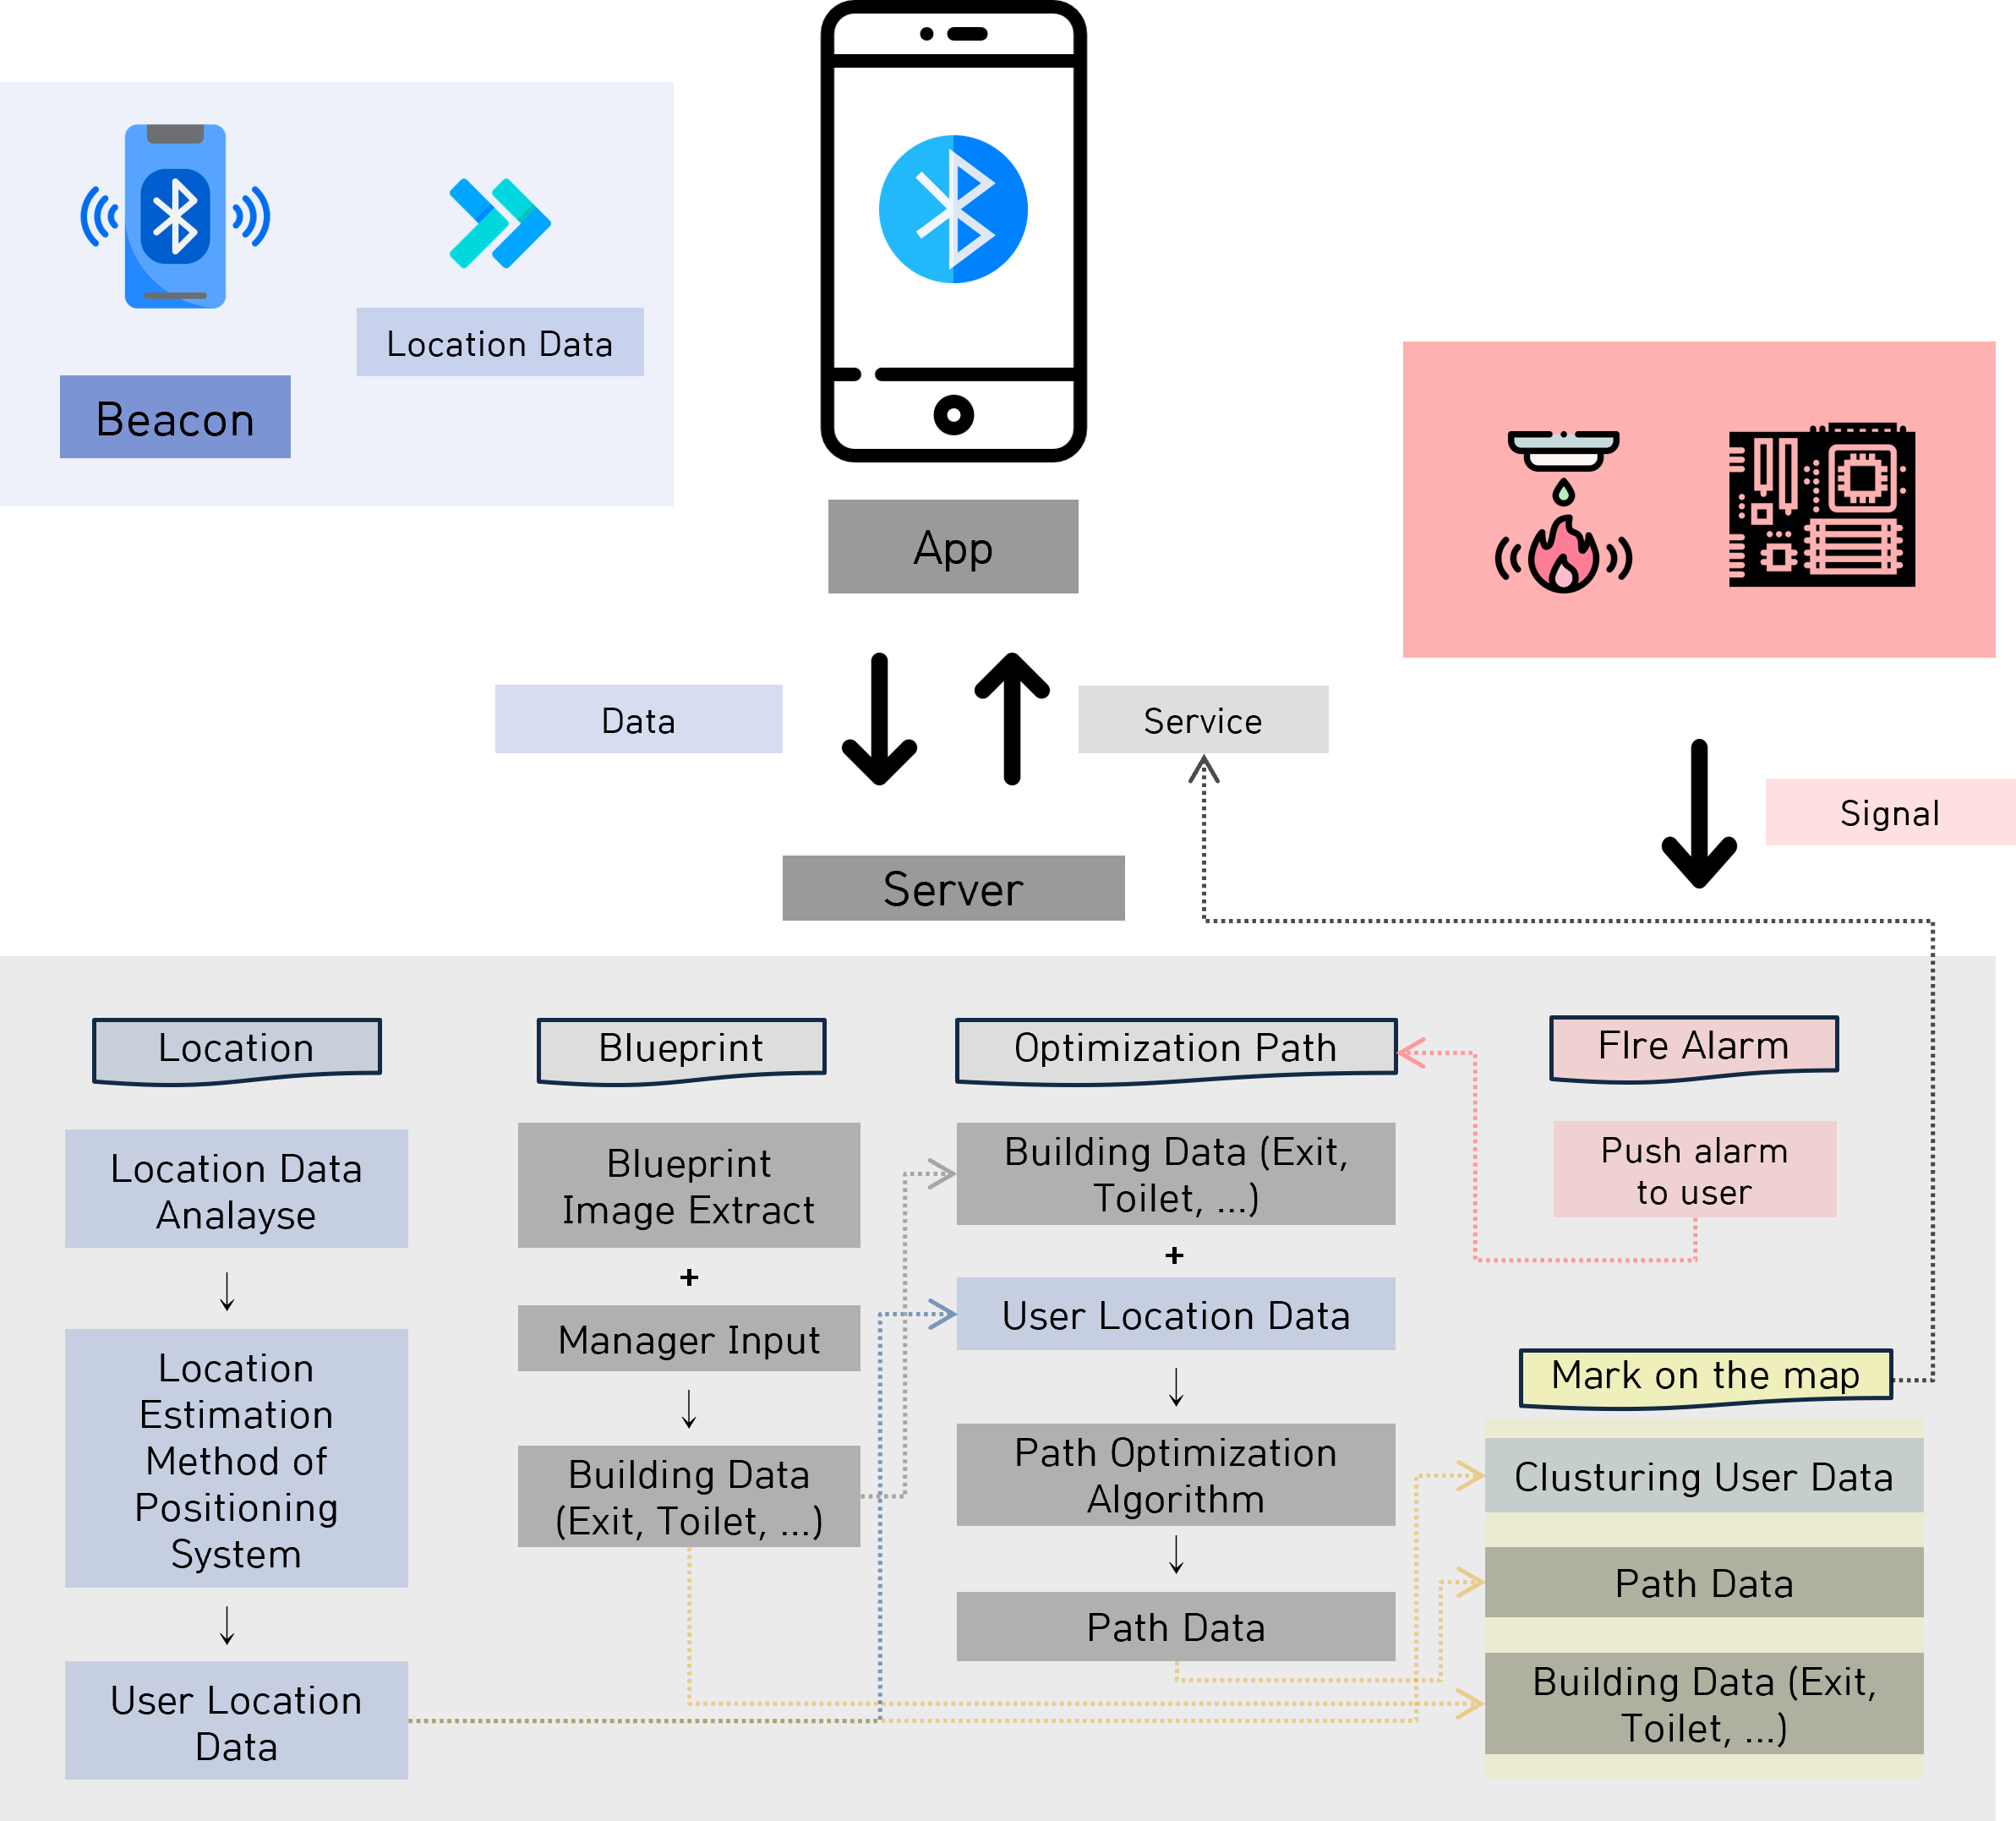 Location Data
Beacon
App
Data
Service
Signal
Server
Location
Location Data
Analayse
Location
Estimation
Method of
Positioning
System
User Location
Data
Blueprint
Blueprint
Image Extract
+
Manager Input
Building Data
(Exit, Toilet, ...)
Optimization Path
Building Data (Exit,
Toilet, ...)
+
User Location Data
Path Optimization
Algorithm
Path Data
FIre Alarm
Push alarm
to user
Mark on the map
Clusturing User Data
Path Data
Building Data (Exit,
Toilet, ...)